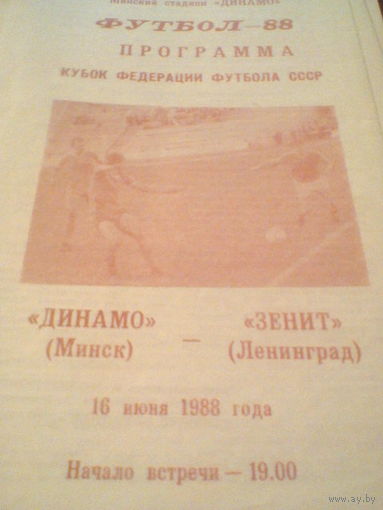 Минский стадион «ДИНАМО»
ФУТБОЛ—88
ПРОГРАММА
КУБОК ФЕДЕРАЦИИ ФУТБОЛА СССР
«ДИНАМО» — «ЗЕНИТ»
(Минск) (Ленинград)
16 июня 1988 года
Начало встречи — 19.00
www.ay.by